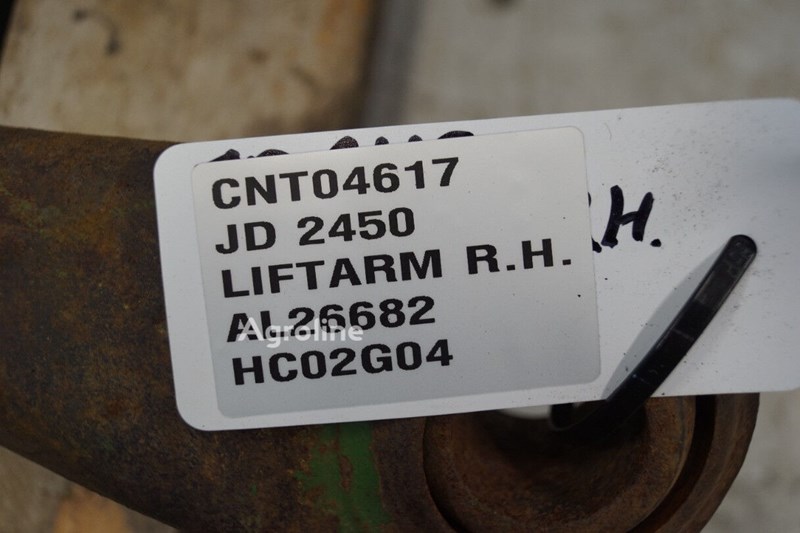 CNT04617
JD 2450
LIFTARM R.H.
AL26682
HC02G04
R.H.
Agroline